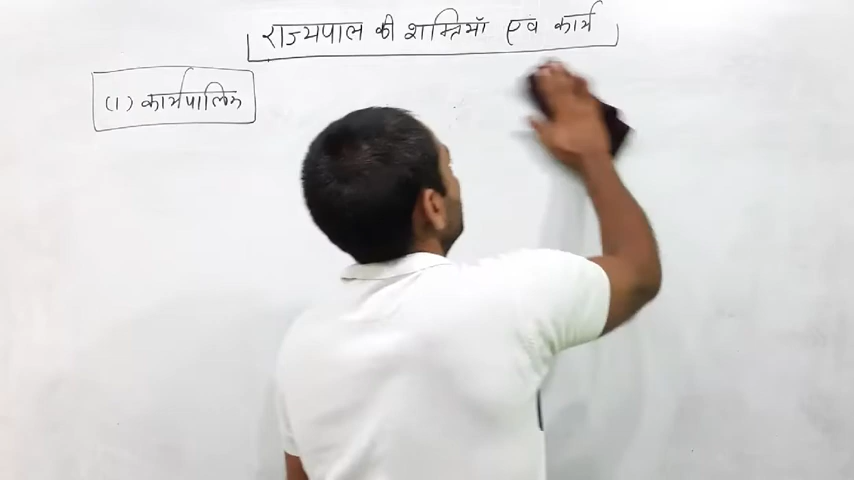 राज्यपाल की शक्तियाँ एवं कार्य
(1) कार्यपालिक